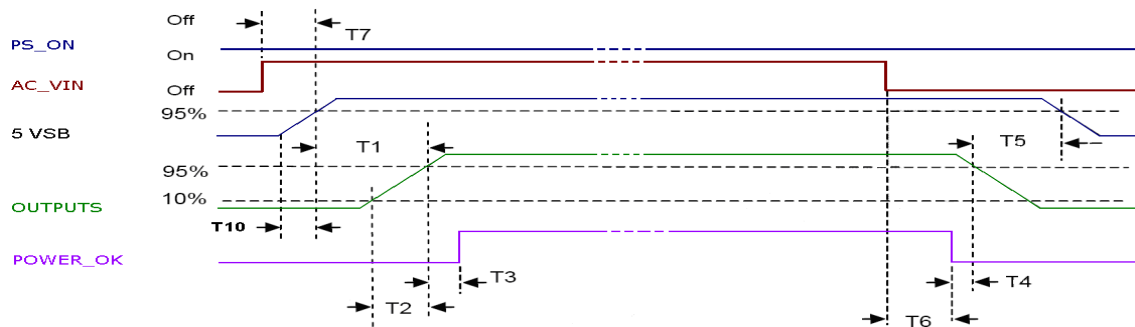 Off
T7
PS_ON
On
AC_VIN
Off
95%
5 VSB
T1
T5
95%
10%
OUTPUTS
T10
POWER_OK
T3
T4
T2
T6